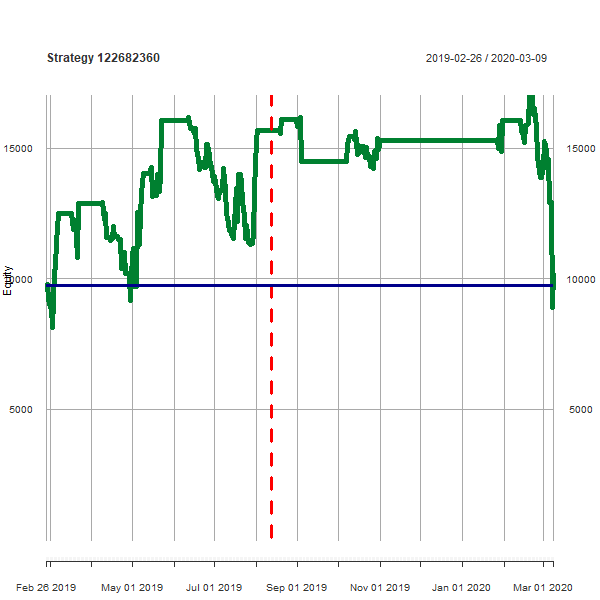 Strategy 122682360
2019-02-26 / 2020-03-09
15000
15000
Equity
10000
10000
5000
5000
Feb 26 2019
May 01 2019
Jul 01 2019
Sep 01 2019
Nov 01 2019
Jan 01 2020
Mar 01 2020